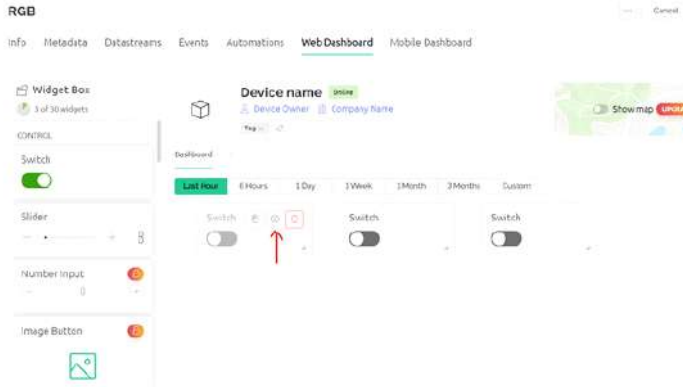 RGB
Cancel
Info Metadata Datastreams Events Automations Web Dashboard Mobile Dashboard
Widget Box
3 of 30 widgets
CONTROL
Switch
Slider
Number Input
0
Image Button
Device name Online
Device Owner Company Name
Tag
Show map UPGRA
Dashboard
Last Hour 6 Hours 1 Day 1 Week 1 Month 3 Months Custom
Switch Switch Switch